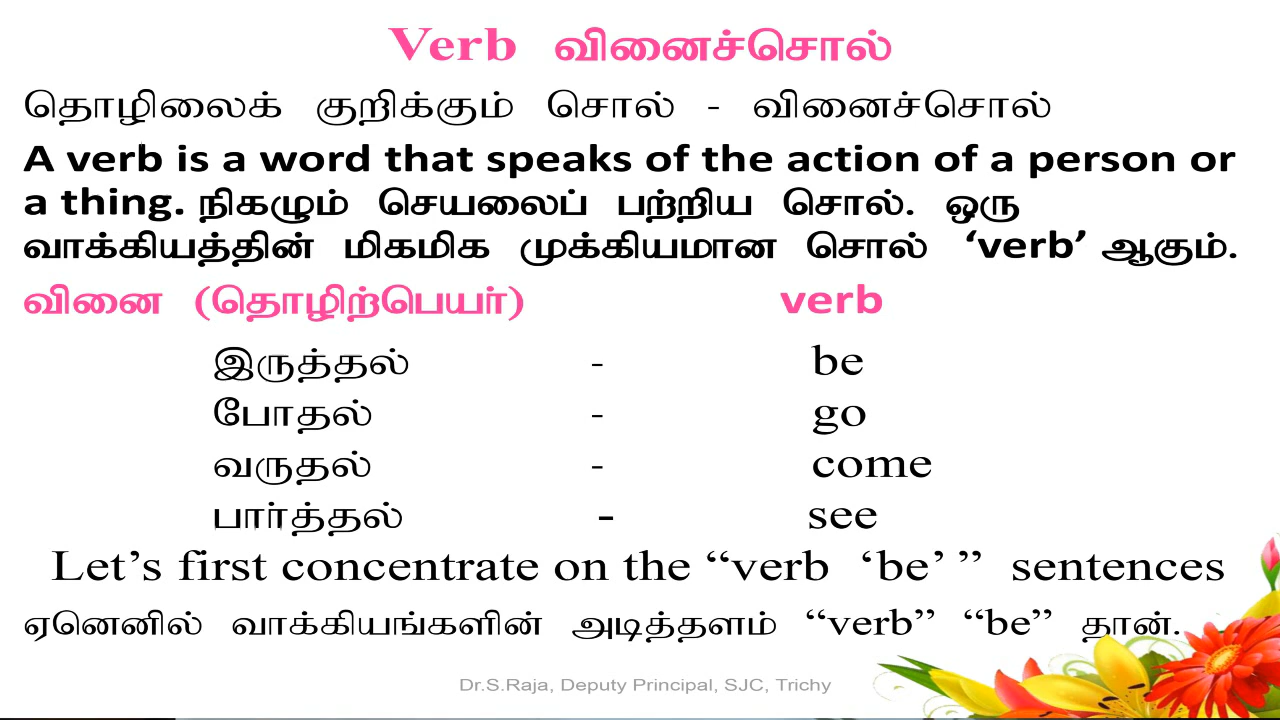 Verb வினைச்சொல்
தொழிலைக் குறிக்கும் சொல் - வினைச்சொல்
A verb is a word that speaks of the action of a person or
a thing. நிகழும் செயலைப் பற்றிய சொல். ஒரு
வாக்கியத்தின் மிகமிக முக்கியமான சொல் ‘verb’ ஆகும்.
வினை (தொழிற்பெயர்) verb
இருத்தல் - be
போதல் - go
வருதல் - come
பார்த்தல் - see
Let’s first concentrate on the “verb ‘be’ ” sentences
ஏனெனில் வாக்கியங்களின் அடித்தளம் “verb” “be” தான்.
Dr.S.Raja, Deputy Principal, SJC, Trichy